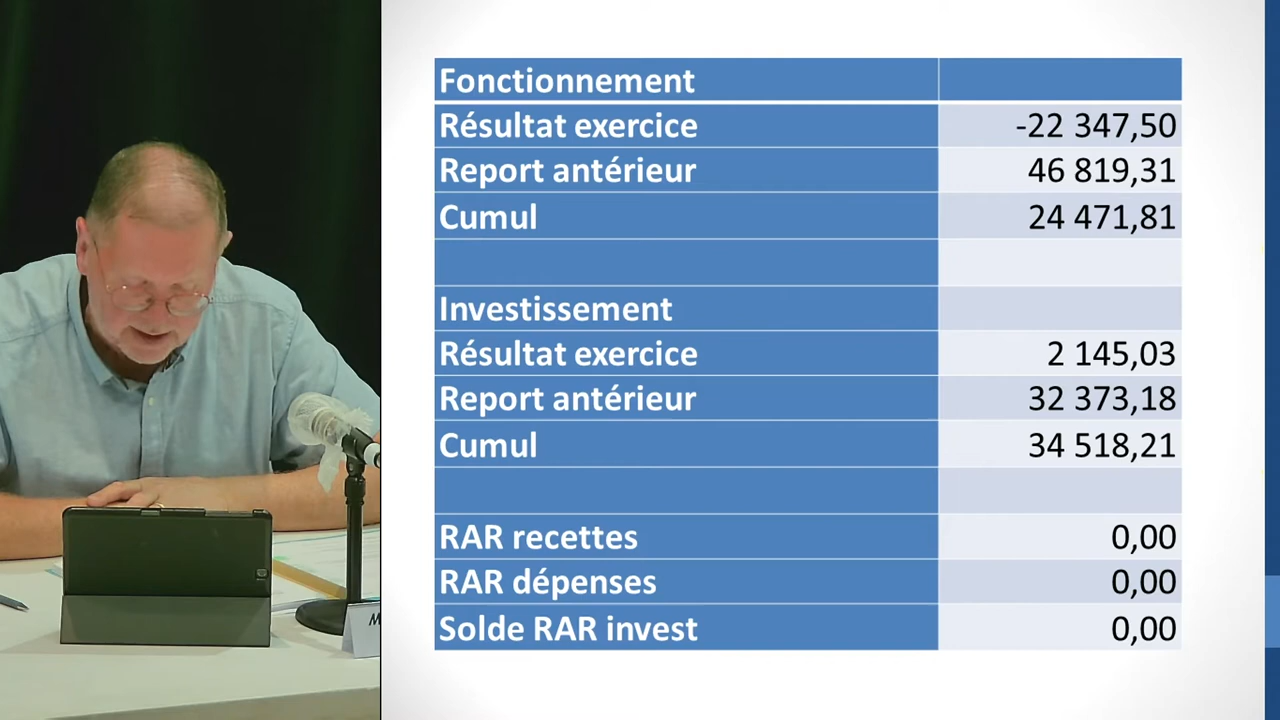 Fonctionnement
Résultat exercice -22 347,50
Report antérieur 46 819,31
Cumul 24 471,81
Investissement
Résultat exercice 2 145,03
Report antérieur 32 373,18
Cumul 34 518,21
RAR recettes 0,00
RAR dépenses 0,00
Solde RAR invest 0,00